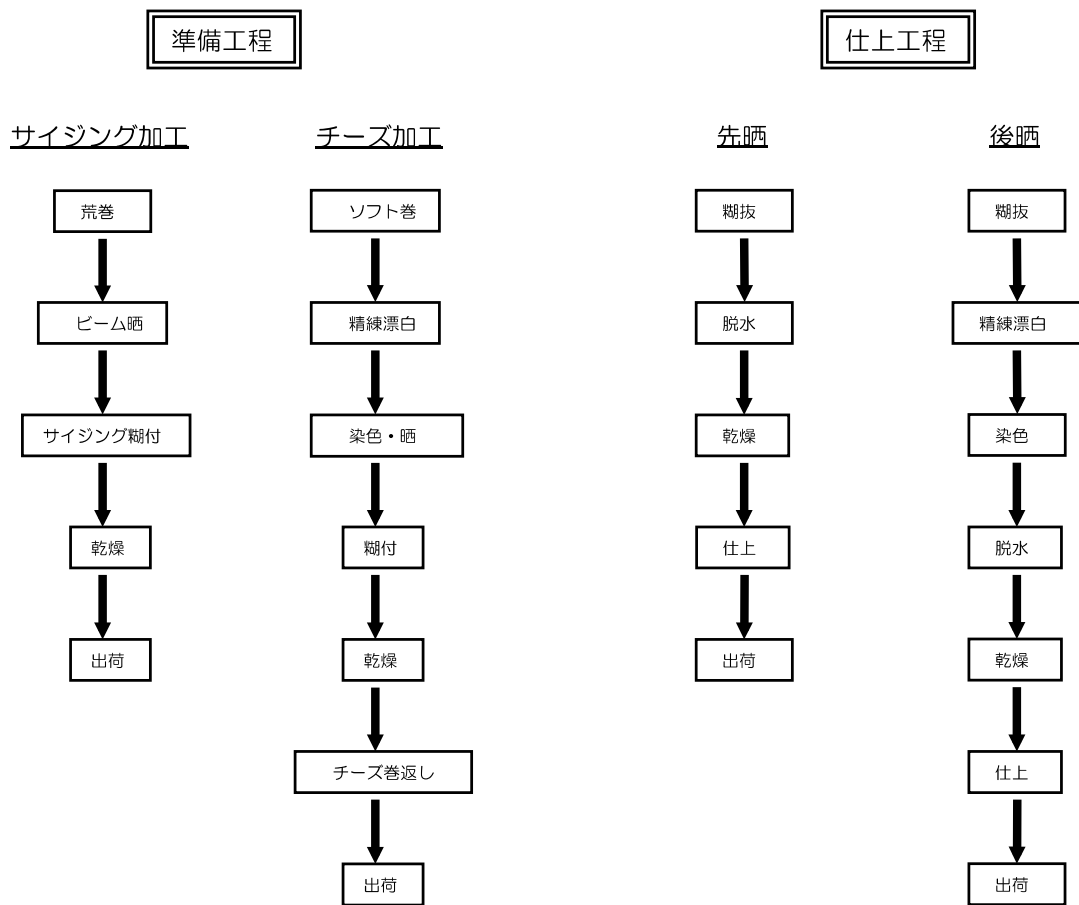 準備工程
仕上工程
サイジング加工
荒巻
ビーム晒
サイジング糊付
乾燥
出荷
チーズ加工
ソフト巻
精練漂白
染色・晒
糊付
乾燥
チーズ巻返し
出荷
先晒
糊抜
脱水
乾燥
仕上
出荷
後晒
糊抜
精練漂白
染色
脱水
乾燥
仕上
出荷